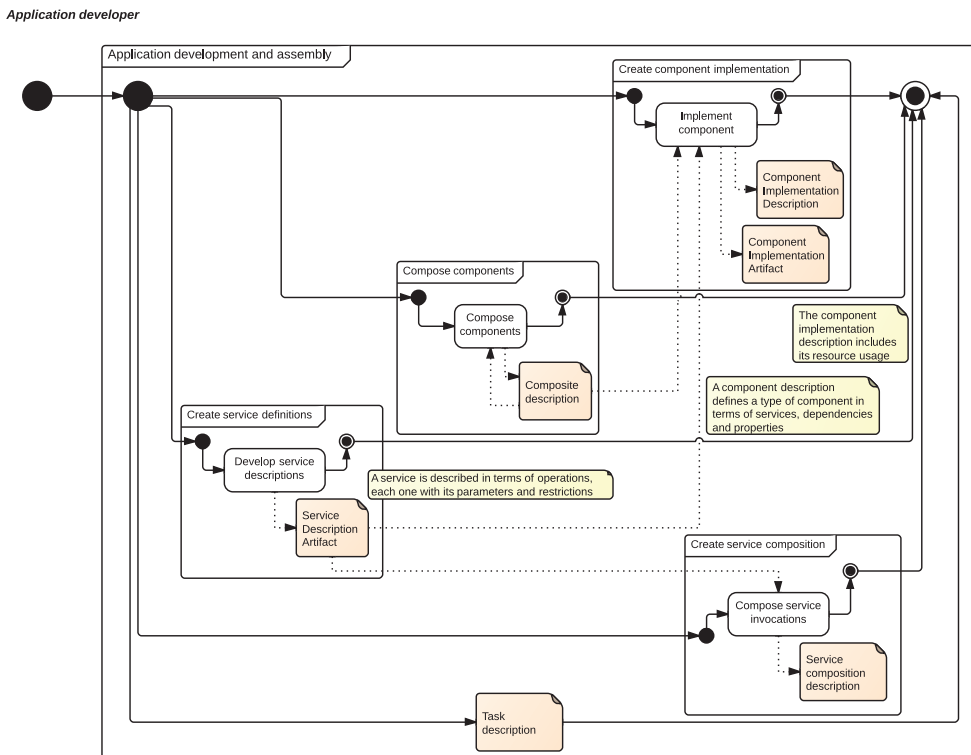 Application developer
Application development and assembly
Create component implementation
Implement
component
Component
Implementation
Description
Component
Implementation
Artifact
Compose components
Compose
components
Composite
description
The component
implementation
description includes
its resource usage
A component description
defines a type of component in
terms of services, dependencies
and properties
Create service definitions
Develop service
descriptions
A service is described in terms of operations,
each one with its parameters and restrictions
Service
Description
Artifact
Create service composition
Compose service
invocations
Service
composition
description
Task
description